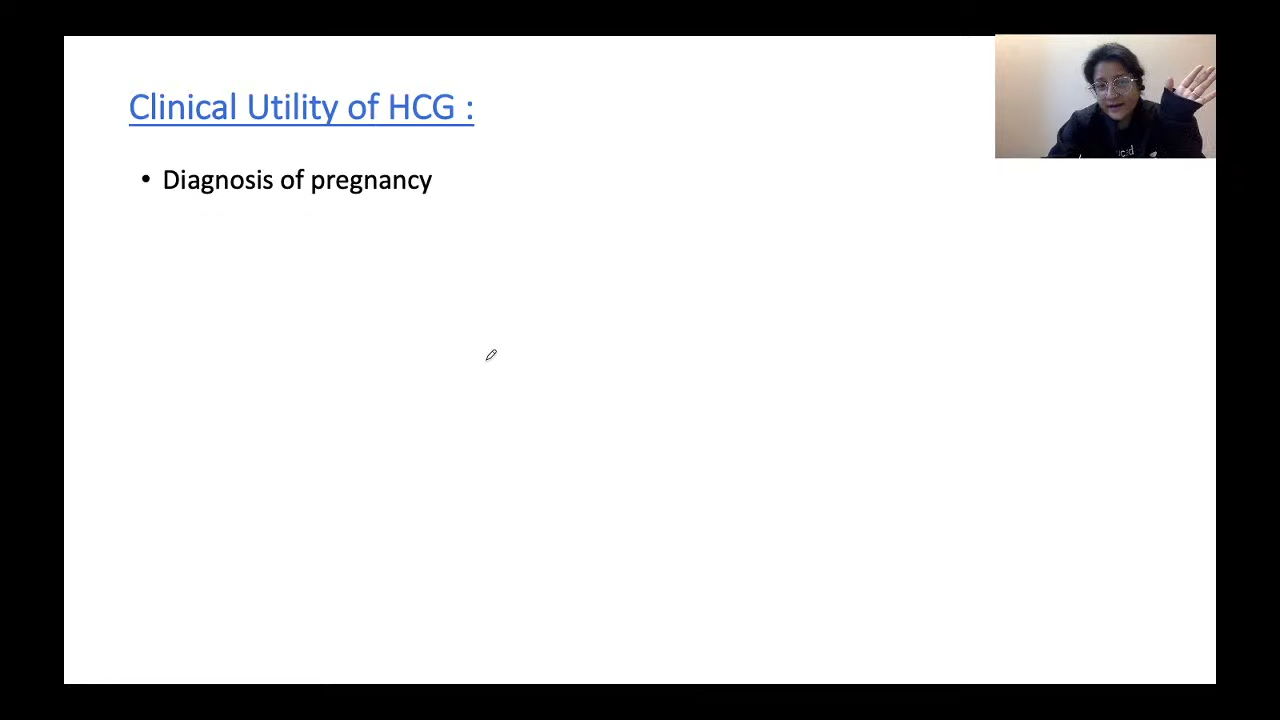 Clinical Utility of HCG :
• Diagnosis of pregnancy